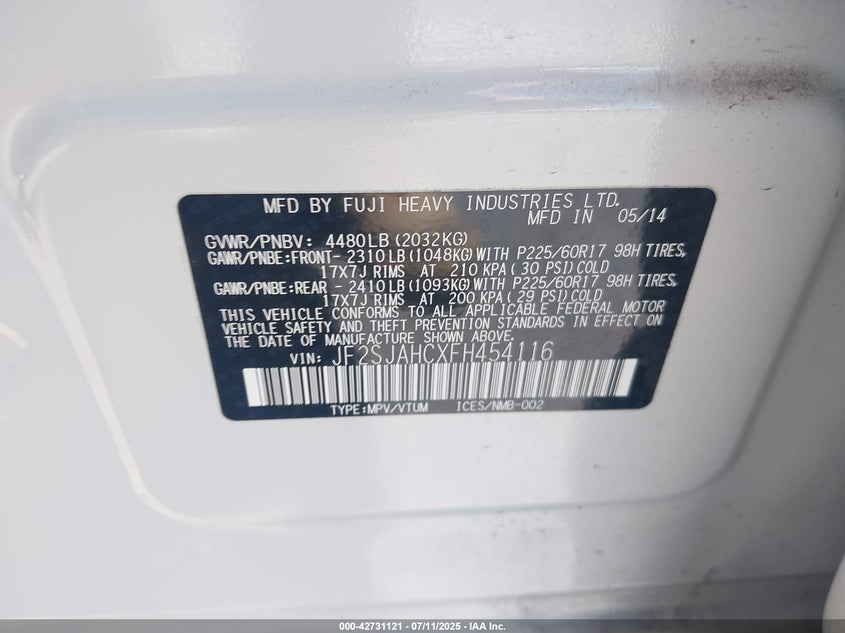 MFD BY FUJI HEAVY INDUSTRIES LTD.
MFD IN 05/14
GVWR/PNBV: 4480LB(2032KG)
GAWR/PNBE:FRONT- 2310LB(1048KG)WITH P225/60R17 98H TIRES,
17X7J RIMS AT 210 KPA(30 PSI)COLD
GAWR/PNBE:REAR - 2410LB(1093KG)WITH P225/60R17 98H TIRES,
17X7J RIMS AT 200 KPA(29 PSI)COLD
THIS VEHICLE CONFORMS TO ALL APPLICABLE FEDERAL MOTOR
VEHICLE SAFETY AND THEFT PREVENTION STANDARDS IN EFFECT ON
THE DATE OF MANUFACTURE SHOWN ABOVE.
VIN: JF2SJAHCXFH454116
TYPE:MPV/VTUM ICES/NMB-002
000-42731121 - 07/11/2025 - IAA Inc.